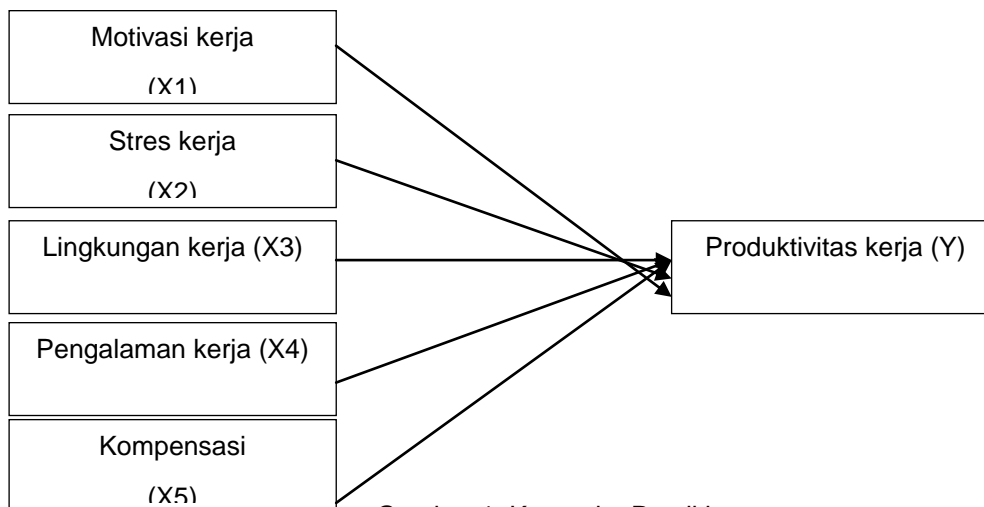 Motivasi kerja
(X1)
Stres kerja
(X2)
Lingkungan kerja (X3)
Produktivitas kerja (Y)
Pengalaman kerja (X4)
Kompensasi
(X5)